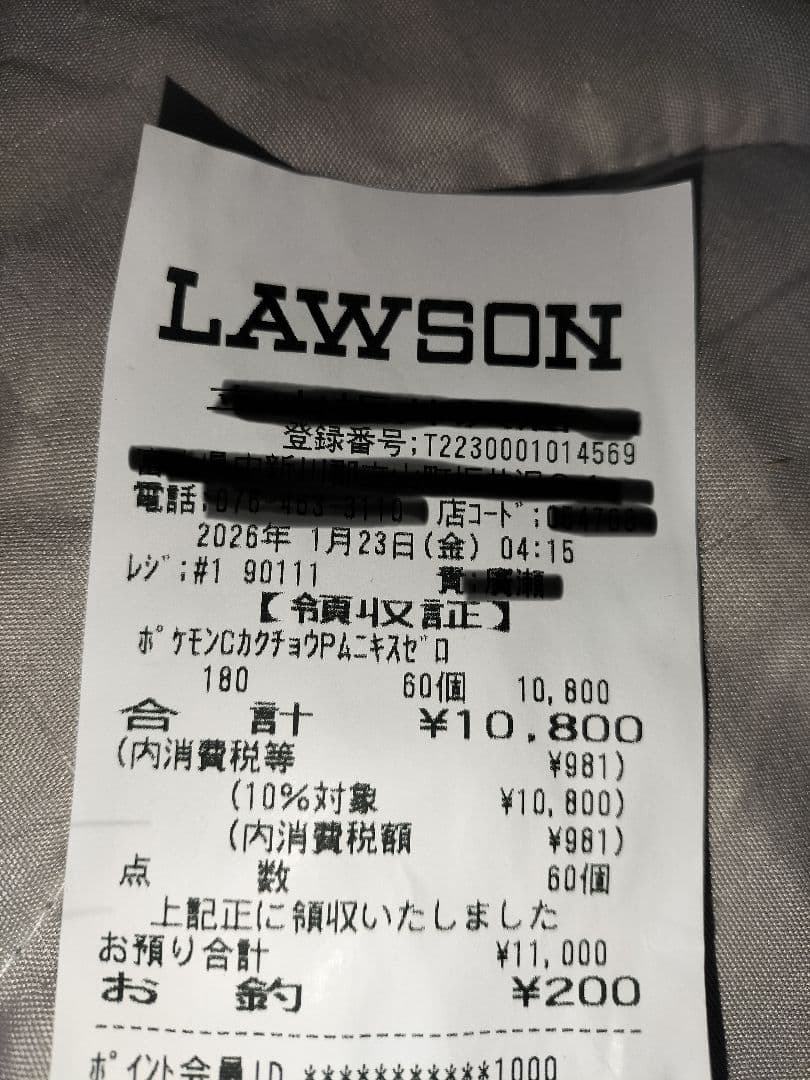 LAWSON
登録番号;T2230001014569
電話: 店コード:
2026年 1月23日(金) 04:15
レジ:#1 90111 責:
【領収証】
ポケモンCカクチョウPムニキスゼロ
180 60個 10,800
合 計 ¥10,800
(内消費税等 ¥981)
(10%対象 ¥10,800)
(内消費税額 ¥981)
点 数 60個
上記正に領収いたしました
お預り合計 ¥11,000
お 釣 ¥200
ポイント会員ID ***********1000